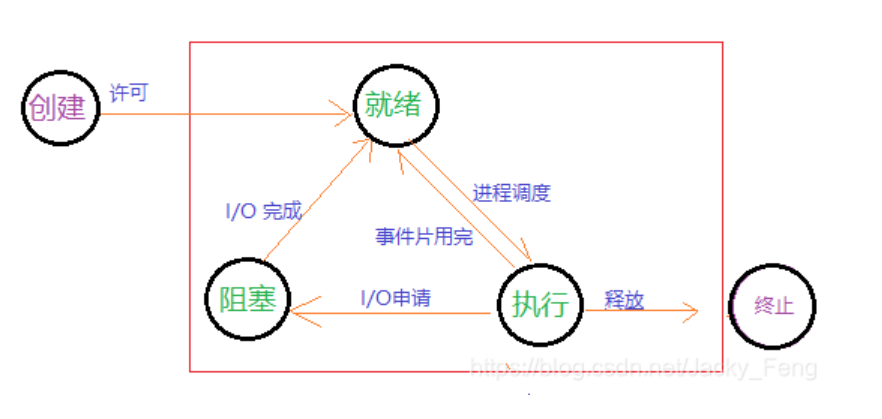 许可
创建
就绪
进程调度
I/O 完成
事件片用完
阻塞
I/O申请
执行
释放
终止
https://blog.csdn.net/Jacky_Feng